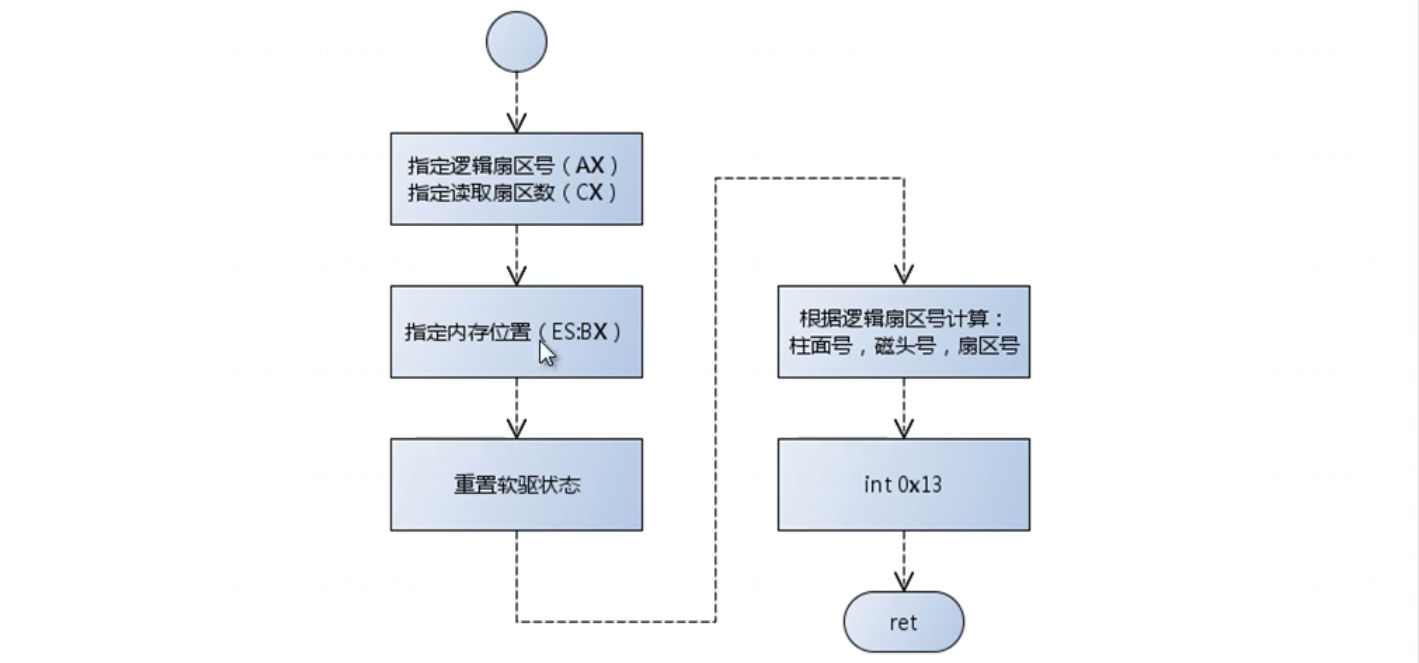 指定逻辑扇区号（AX）
指定读取扇区数（CX）
指定内存位置（ES:BX）
重置软驱状态
根据逻辑扇区号计算：
柱面号，磁头号，扇区号
int 0x13
ret